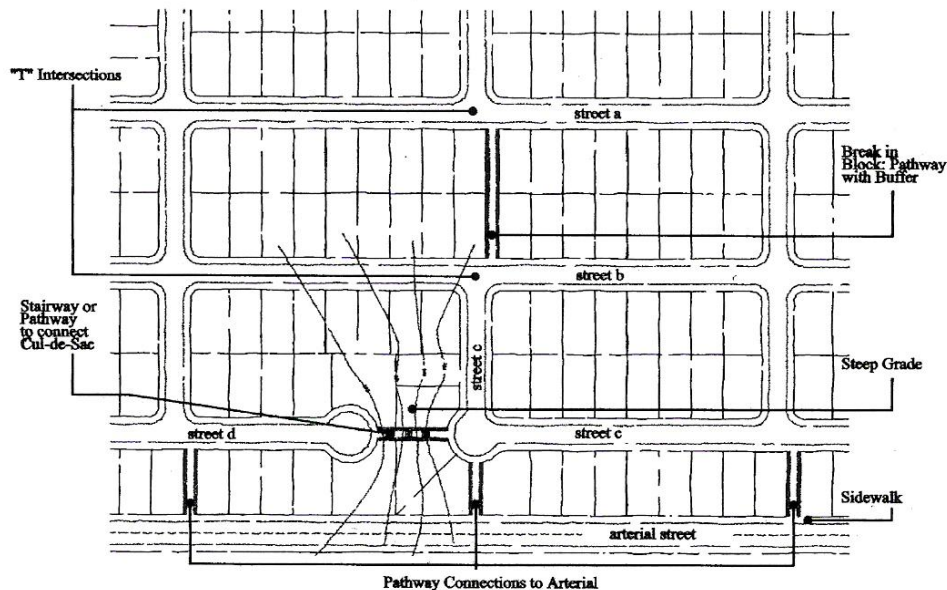 "T" Intersections
street a
Break in
Block: Pathway
with Buffer
street b
Stairway or
Pathway
to connect
Cul-de-Sac
street c
Steep Grade
street d
street c
Sidewalk
arterial street
Pathway Connections to Arterial